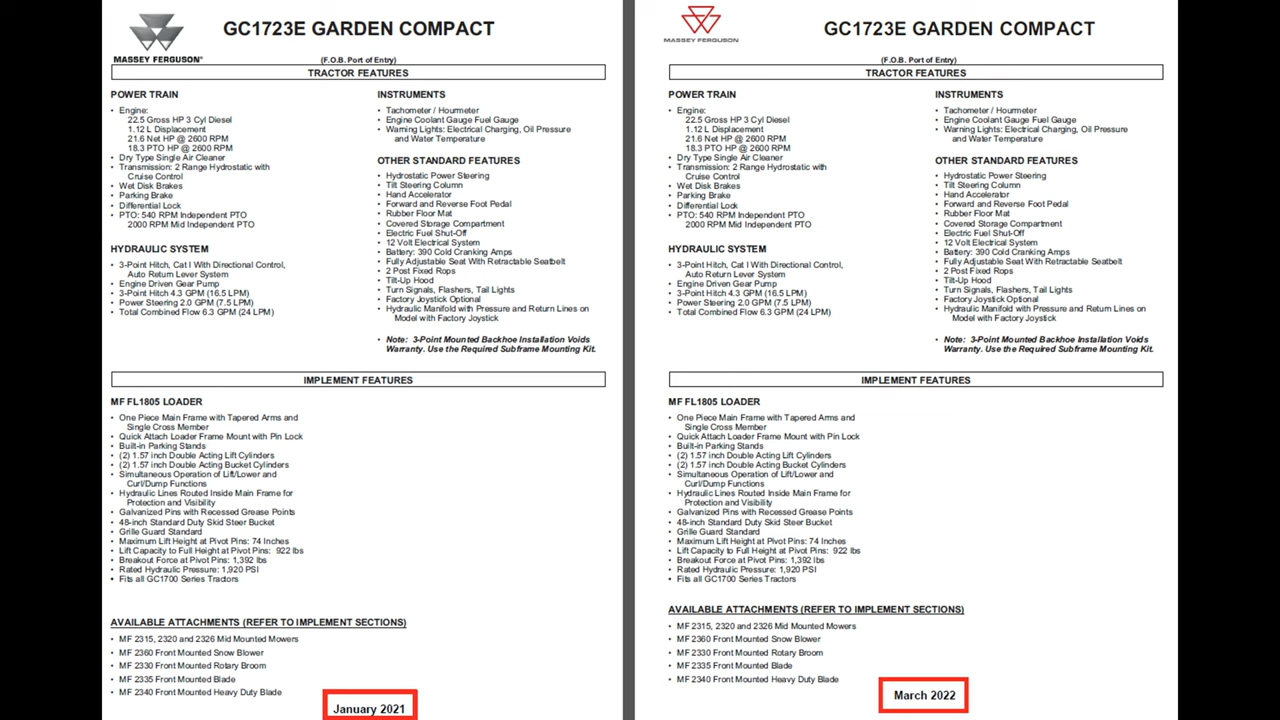 MASSEY FERGUSON®
GC1723E GARDEN COMPACT
(F.O.B. Port of Entry)
TRACTOR FEATURES
POWER TRAIN
• Engine:
22.5 Gross HP 3 Cyl Diesel
1.12 L Displacement
21.6 Net HP @ 2600 RPM
18.3 PTO HP @ 2600 RPM
• Dry Type Single Air Cleaner
• Transmission: 2 Range Hydrostatic with
Cruise Control
• Wet Disk Brakes
• Parking Brake
• Differential Lock
• PTO: 540 RPM Independent PTO
2000 RPM Mid Independent PTO
HYDRAULIC SYSTEM
• 3-Point Hitch, Cat I With Directional Control,
Auto Return Lever System
• Engine Driven Gear Pump
• 3-Point Hitch 4.3 GPM (16.5 LPM)
• Power Steering 2.0 GPM (7.5 LPM)
• Total Combined Flow 6.3 GPM (24 LPM)
INSTRUMENTS
• Tachometer / Hourmeter
• Engine Coolant Gauge Fuel Gauge
• Warning Lights: Electrical Charging, Oil Pressure
and Water Temperature
OTHER STANDARD FEATURES
• Hydrostatic Power Steering
• Tilt Steering Column
• Hand Accelerator
• Forward and Reverse Foot Pedal
• Rubber Floor Mat
• Covered Storage Compartment
• Electric Fuel Shut-Off
• 12 Volt Electrical System
• Battery: 390 Cold Cranking Amps
• Fully Adjustable Seat With Retractable Seatbelt
• 2 Post Fixed Rops
• Tilt-Up Hood
• Turn Signals, Flashers, Tail Lights
• Factory Joystick Optional
• Hydraulic Manifold with Pressure and Return Lines on
Model with Factory Joystick
• Note: 3-Point Mounted Backhoe Installation Voids
Warranty. Use the Required Subframe Mounting Kit.
IMPLEMENT FEATURES
MF FL1805 LOADER
• One Piece Main Frame with Tapered Arms and
Single Cross Member
• Quick Attach Loader Frame Mount with Pin Lock
• Built-in Parking Stands
• (2) 1.57 inch Double Acting Lift Cylinders
• (2) 1.57 inch Double Acting Bucket Cylinders
• Simultaneous Operation of Lift/Lower and
Curl/Dump Functions
• Hydraulic Lines Routed Inside Main Frame for
Protection and Visibility
• Galvanized Pins with Recessed Grease Points
• 48-inch Standard Duty Skid Steer Bucket
• Grille Guard Standard
• Maximum Lift Height at Pivot Pins: 74 Inches
• Lift Capacity to Full Height at Pivot Pins: 922 lbs
• Breakout Force at Pivot Pins: 1,392 lbs
• Rated Hydraulic Pressure: 1,920 PSI
• Fits all GC1700 Series Tractors
AVAILABLE ATTACHMENTS (REFER TO IMPLEMENT SECTIONS)
• MF 2315, 2320 and 2326 Mid Mounted Mowers
• MF 2360 Front Mounted Snow Blower
• MF 2330 Front Mounted Rotary Broom
• MF 2335 Front Mounted Blade
• MF 2340 Front Mounted Heavy Duty Blade
January 2021
MASSEY FERGUSON
GC1723E GARDEN COMPACT
(F.O.B. Port of Entry)
TRACTOR FEATURES
POWER TRAIN
• Engine:
22.5 Gross HP 3 Cyl Diesel
1.12 L Displacement
21.6 Net HP @ 2600 RPM
18.3 PTO HP @ 2600 RPM
• Dry Type Single Air Cleaner
• Transmission: 2 Range Hydrostatic with
Cruise Control
• Wet Disk Brakes
• Parking Brake
• Differential Lock
• PTO: 540 RPM Independent PTO
2000 RPM Mid Independent PTO
HYDRAULIC SYSTEM
• 3-Point Hitch, Cat I With Directional Control,
Auto Return Lever System
• Engine Driven Gear Pump
• 3-Point Hitch 4.3 GPM (16.5 LPM)
• Power Steering 2.0 GPM (7.5 LPM)
• Total Combined Flow 6.3 GPM (24 LPM)
INSTRUMENTS
• Tachometer / Hourmeter
• Engine Coolant Gauge Fuel Gauge
• Warning Lights: Electrical Charging, Oil Pressure
and Water Temperature
OTHER STANDARD FEATURES
• Hydrostatic Power Steering
• Tilt Steering Column
• Hand Accelerator
• Forward and Reverse Foot Pedal
• Rubber Floor Mat
• Covered Storage Compartment
• Electric Fuel Shut-Off
• 12 Volt Electrical System
• Battery: 390 Cold Cranking Amps
• Fully Adjustable Seat With Retractable Seatbelt
• 2 Post Fixed Rops
• Tilt-Up Hood
• Turn Signals, Flashers, Tail Lights
• Factory Joystick Optional
• Hydraulic Manifold with Pressure and Return Lines on
Model with Factory Joystick
• Note: 3-Point Mounted Backhoe Installation Voids
Warranty. Use the Required Subframe Mounting Kit.
IMPLEMENT FEATURES
MF FL1805 LOADER
• One Piece Main Frame with Tapered Arms and
Single Cross Member
• Quick Attach Loader Frame Mount with Pin Lock
• Built-in Parking Stands
• (2) 1.57 inch Double Acting Lift Cylinders
• (2) 1.57 inch Double Acting Bucket Cylinders
• Simultaneous Operation of Lift/Lower and
Curl/Dump Functions
• Hydraulic Lines Routed Inside Main Frame for
Protection and Visibility
• Galvanized Pins with Recessed Grease Points
• 48-inch Standard Duty Skid Steer Bucket
• Grille Guard Standard
• Maximum Lift Height at Pivot Pins: 74 Inches
• Lift Capacity to Full Height at Pivot Pins: 922 lbs
• Breakout Force at Pivot Pins: 1,392 lbs
• Rated Hydraulic Pressure: 1,920 PSI
• Fits all GC1700 Series Tractors
AVAILABLE ATTACHMENTS (REFER TO IMPLEMENT SECTIONS)
• MF 2315, 2320 and 2326 Mid Mounted Mowers
• MF 2360 Front Mounted Snow Blower
• MF 2330 Front Mounted Rotary Broom
• MF 2335 Front Mounted Blade
• MF 2340 Front Mounted Heavy Duty Blade
March 2022